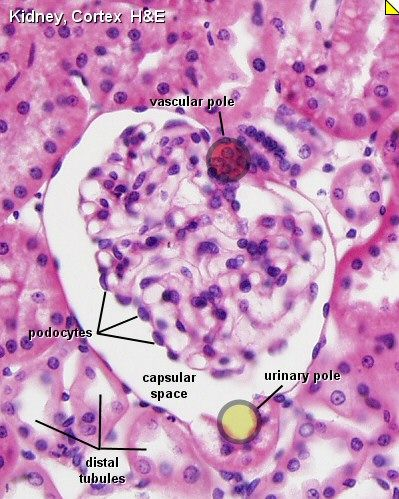 Kidney, Cortex H&E
vascular pole
podocytes
capsular
space
urinary pole
distal
tubules